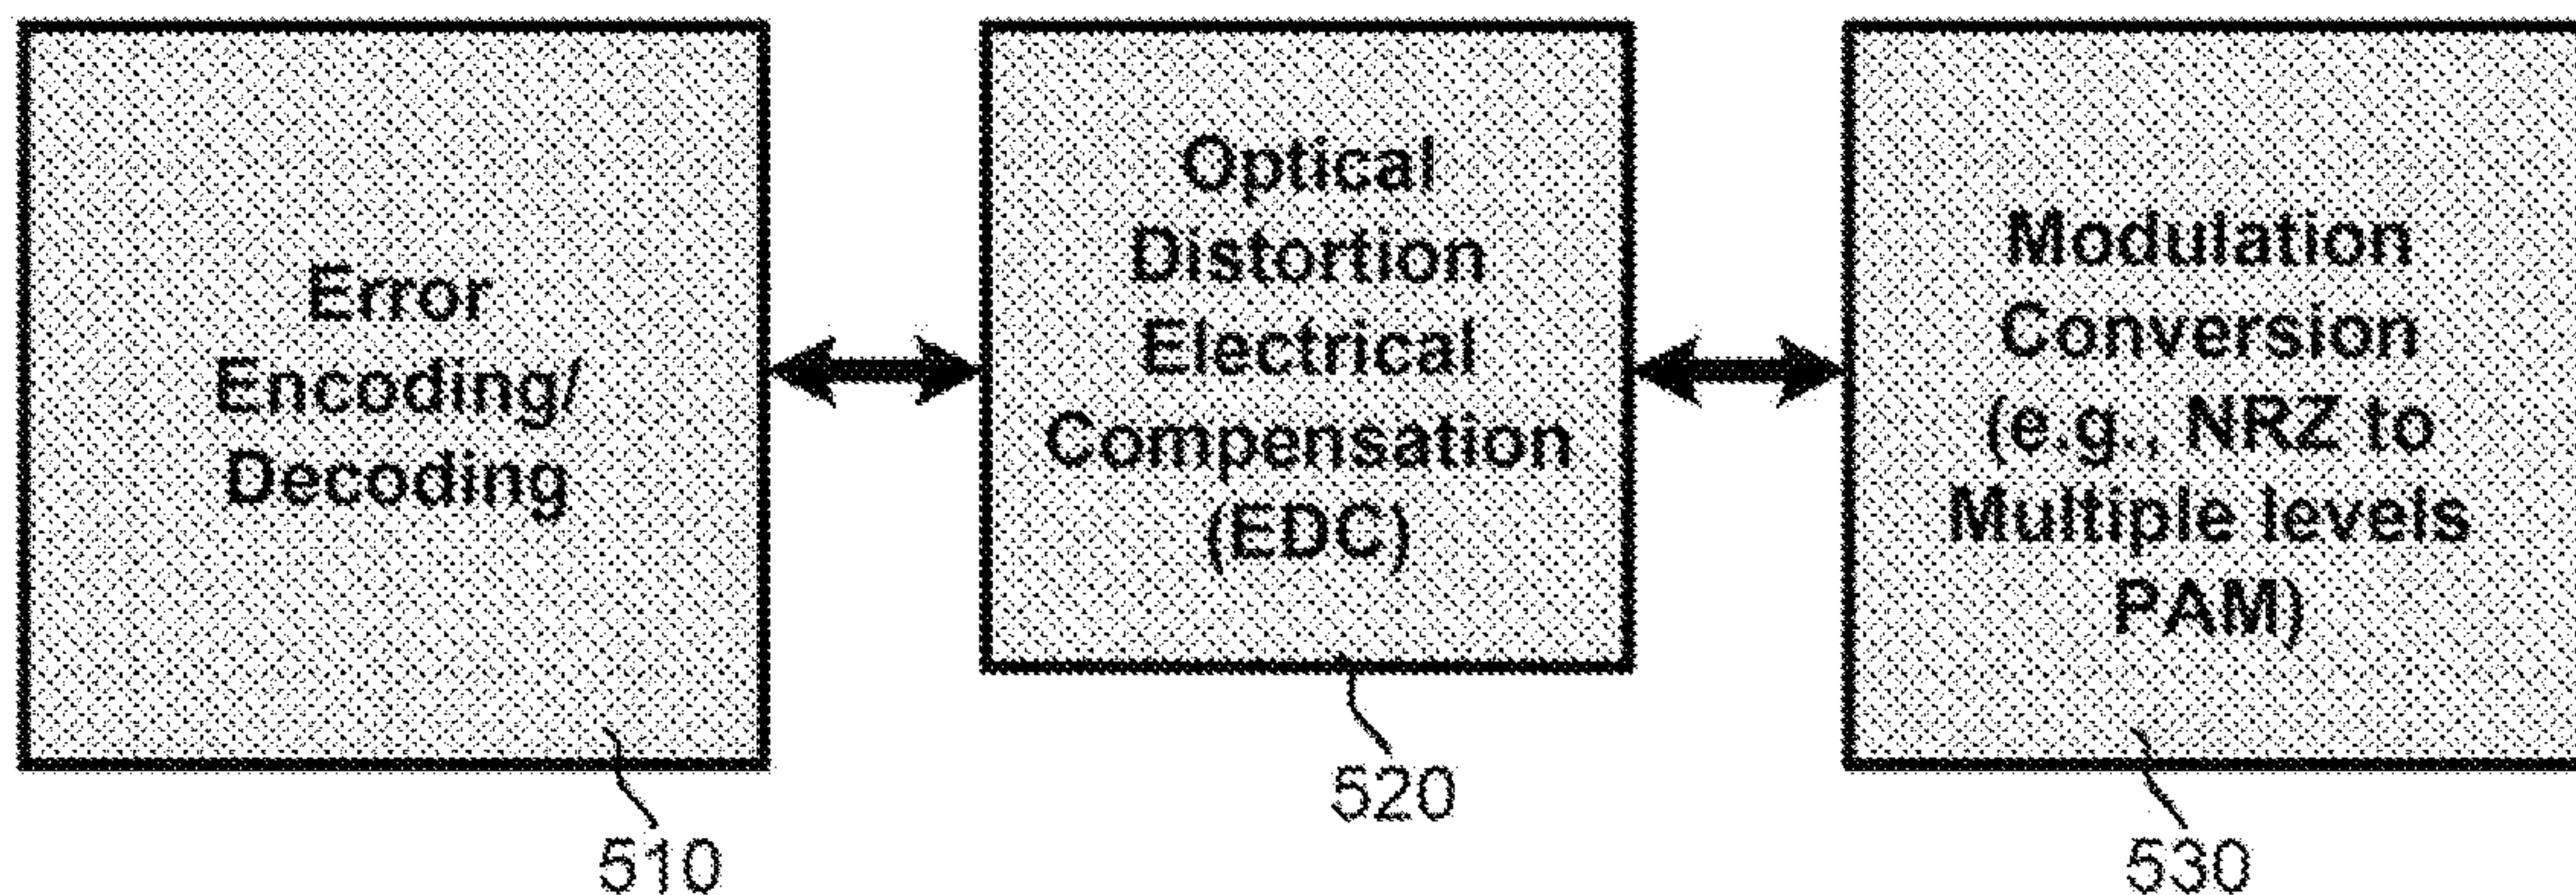 Error
Encoding/
Decoding
Optical
Distortion
Electrical
Compensation
(EDC)
Modulation
Conversion
(e.g., NRZ to
Multiple levels
PAM)
510
520
530